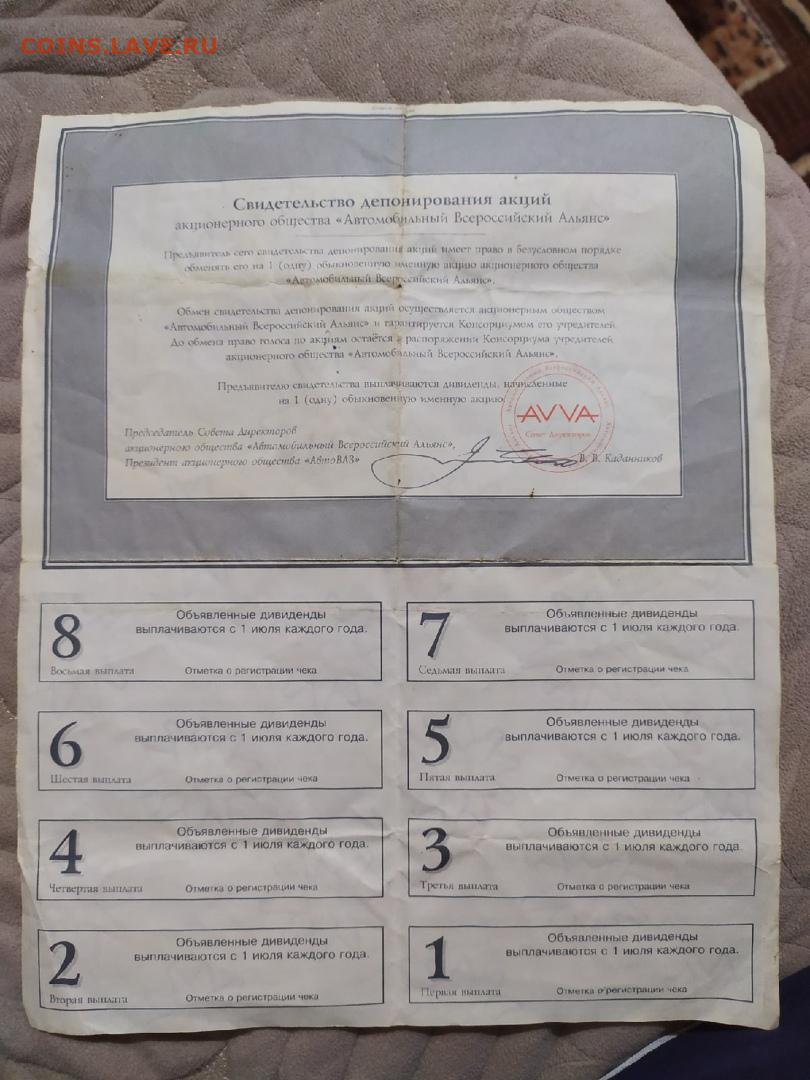 COINS.LAVE.RU
Свидетельство депонирования акций
акционерного общества «Автомобильный Всероссийский Альянс»
Предъявитель сего свидетельства депонирования акций имеет право в безусловном порядке
обменять его на 1 (одну) обыкновенную именную акцию акционерного общества
«Автомобильный Всероссийский Альянс».
Обмен свидетельства депонирования акций осуществляется акционерным обществом
«Автомобильный Всероссийский Альянс» и гарантируется Консорциумом его учредителей.
До обмена право голоса по акциям остаётся в распоряжении Консорциума учредителей
акционерного общества «Автомобильный Всероссийский Альянс».
Предъявителю свидетельства выплачиваются дивиденды, начисленные
на 1 (одну) обыкновенную именную акцию.
AVVA
Совет Директоров
Председатель Совета Директоров
акционерного общества «Автомобильный Всероссийский Альянс»,
Президент акционерного общества «АвтоВАЗ»
В. В. Каданников
8
Объявленные дивиденды
выплачиваются с 1 июля каждого года.
Восьмая выплата
Отметка о регистрации чека
7
Объявленные дивиденды
выплачиваются с 1 июля каждого года.
Седьмая выплата
Отметка о регистрации чека
6
Объявленные дивиденды
выплачиваются с 1 июля каждого года.
Шестая выплата
Отметка о регистрации чека
5
Объявленные дивиденды
выплачиваются с 1 июля каждого года.
Пятая выплата
Отметка о регистрации чека
4
Объявленные дивиденды
выплачиваются с 1 июля каждого года.
Четвертая выплата
Отметка о регистрации чека
3
Объявленные дивиденды
выплачиваются с 1 июля каждого года.
Третья выплата
Отметка о регистрации чека
2
Объявленные дивиденды
выплачиваются с 1 июля каждого года.
Вторая выплата
Отметка о регистрации чека
1
Объявленные дивиденды
выплачиваются с 1 июля каждого года.
Первая выплата
Отметка о регистрации чека